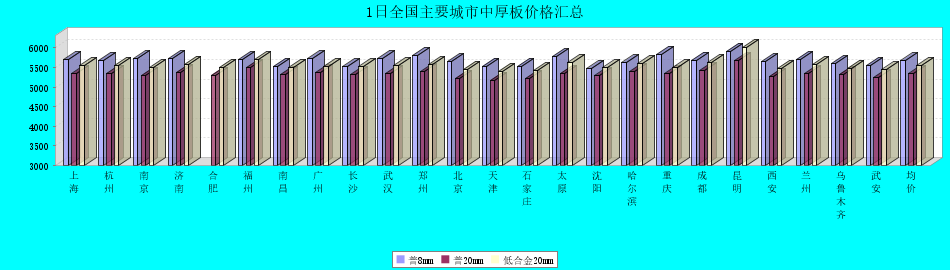 1日全国主要城市中厚板价格汇总
6000
5500
5000
4500
4000
3500
3000
上海
杭州
南京
济南
合肥
福州
南昌
广州
长沙
武汉
郑州
北京
天津
石家庄
太原
沈阳
哈尔滨
重庆
成都
昆明
西安
兰州
乌鲁木齐
武安
均价
普8mm 普20mm 低合金20mm